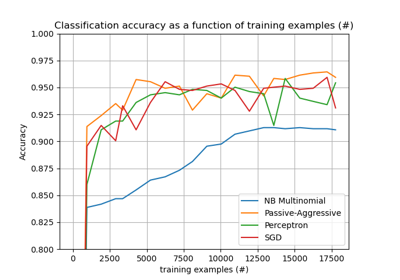 Classification accuracy as a function of training examples (#)
1.000
0.975
0.950
0.925
0.900
0.875
0.850
0.825
0.800
Accuracy
NB Multinomial
Passive-Aggressive
Perceptron
SGD
0 2500 5000 7500 10000 12500 15000 17500
training examples (#)